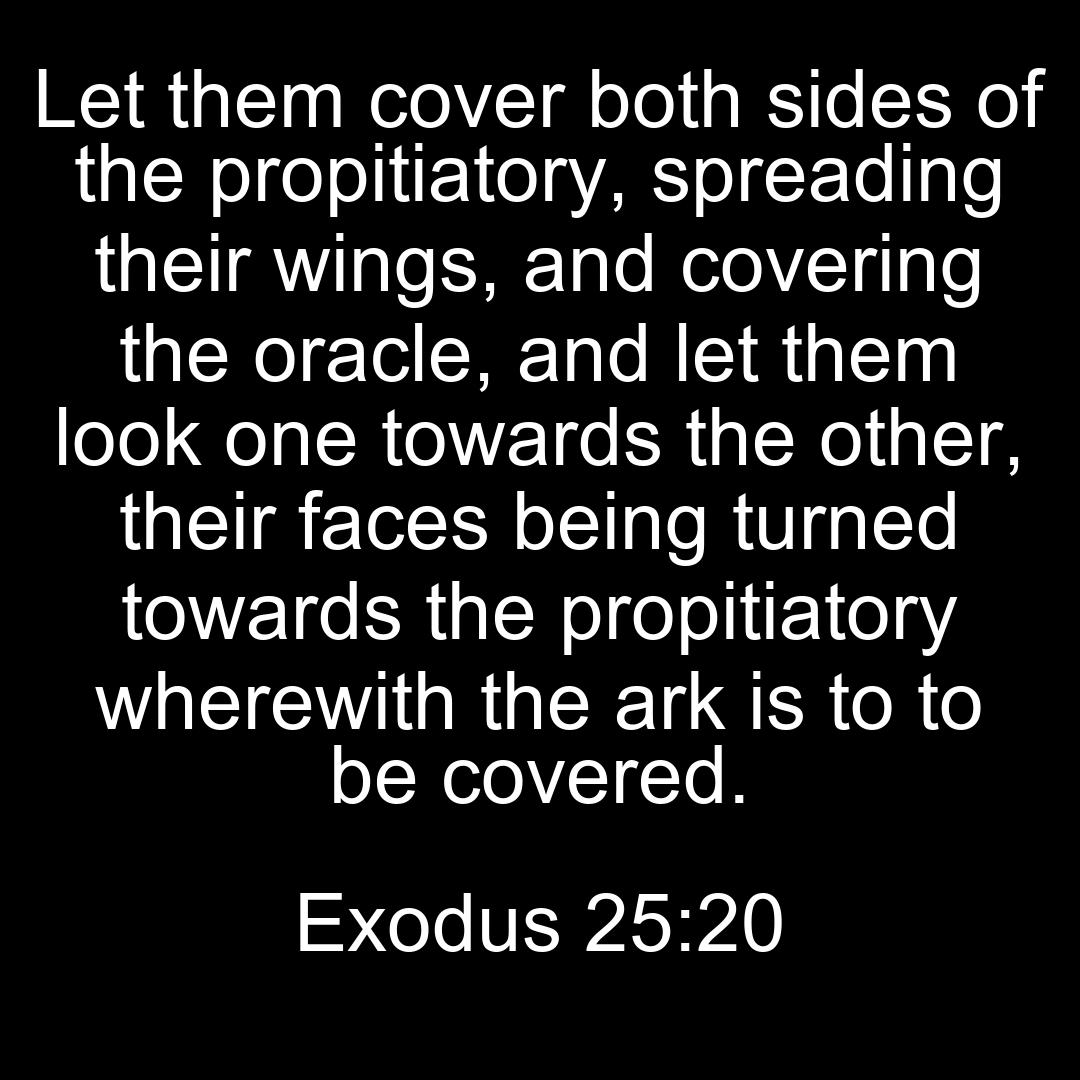 Let them cover both sides of
the propitiatory, spreading
their wings, and covering
the oracle, and let them
look one towards the other,
their faces being turned
towards the propitiatory
wherewith the ark is to to
be covered.
Exodus 25:20